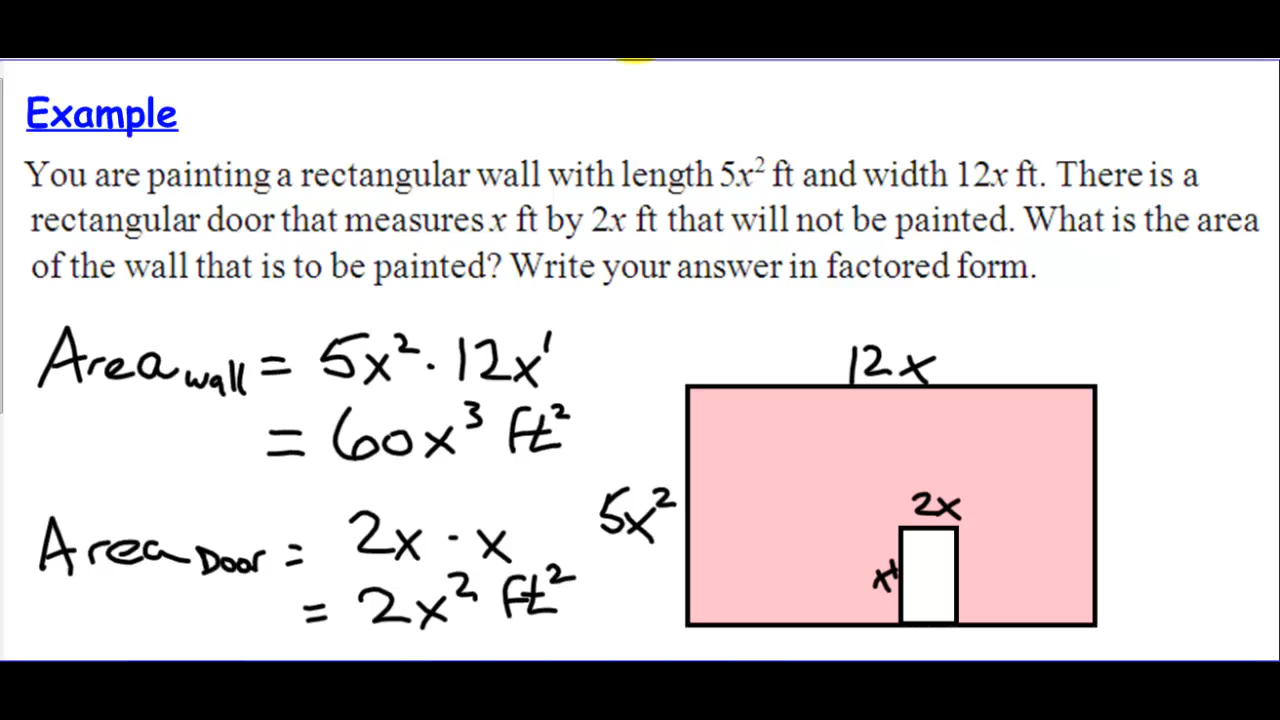 Example
You are painting a rectangular wall with length 5x² ft and width 12x ft. There is a
rectangular door that measures x ft by 2x ft that will not be painted. What is the area
of the wall that is to be painted? Write your answer in factored form.
Area wall = 5x² · 12x¹
= 60x³ ft²
Area Door = 2x · x
= 2x² ft²
12x
5x²
2x
x